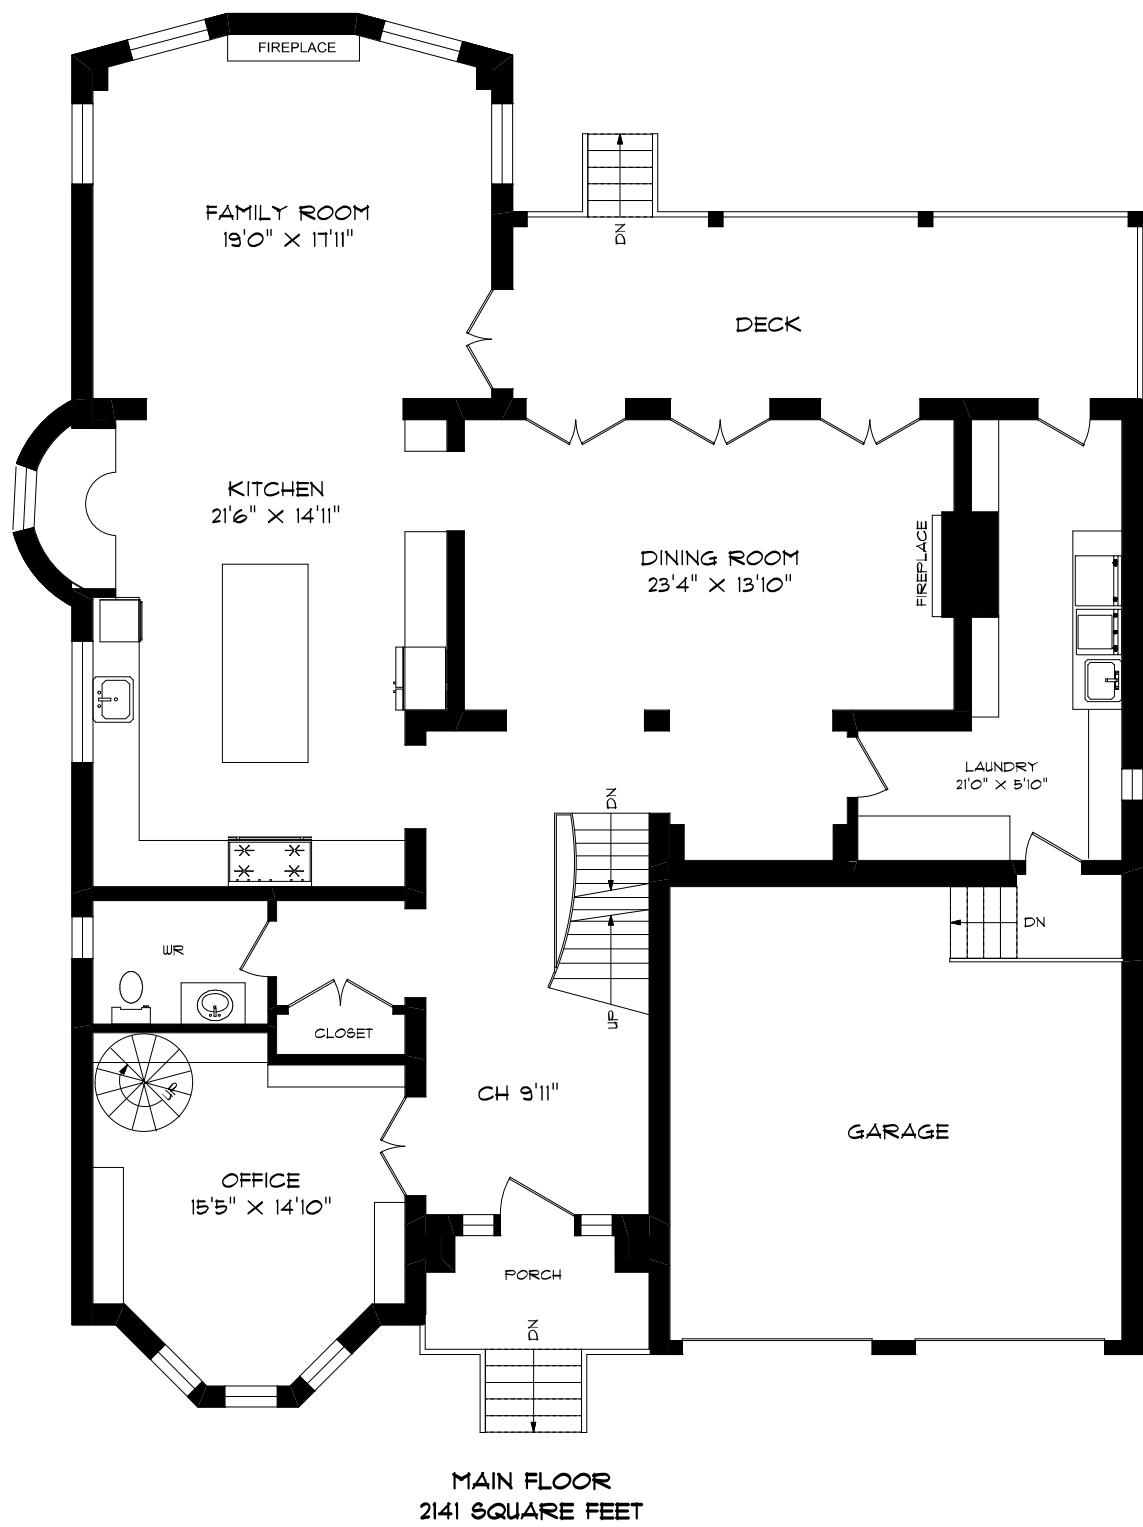 FIREPLACE
FAMILY ROOM
19'0" X 17'11"
DN
DECK
KITCHEN
21'6" X 14'11"
DINING ROOM
23'4" X 13'10"
FIREPLACE
LAUNDRY
21'0" X 5'10"
DN
DN
WR
UP
CLOSET
UP
CH 9'11"
GARAGE
OFFICE
15'5" X 14'10"
PORCH
DN
MAIN FLOOR
2141 SQUARE FEET